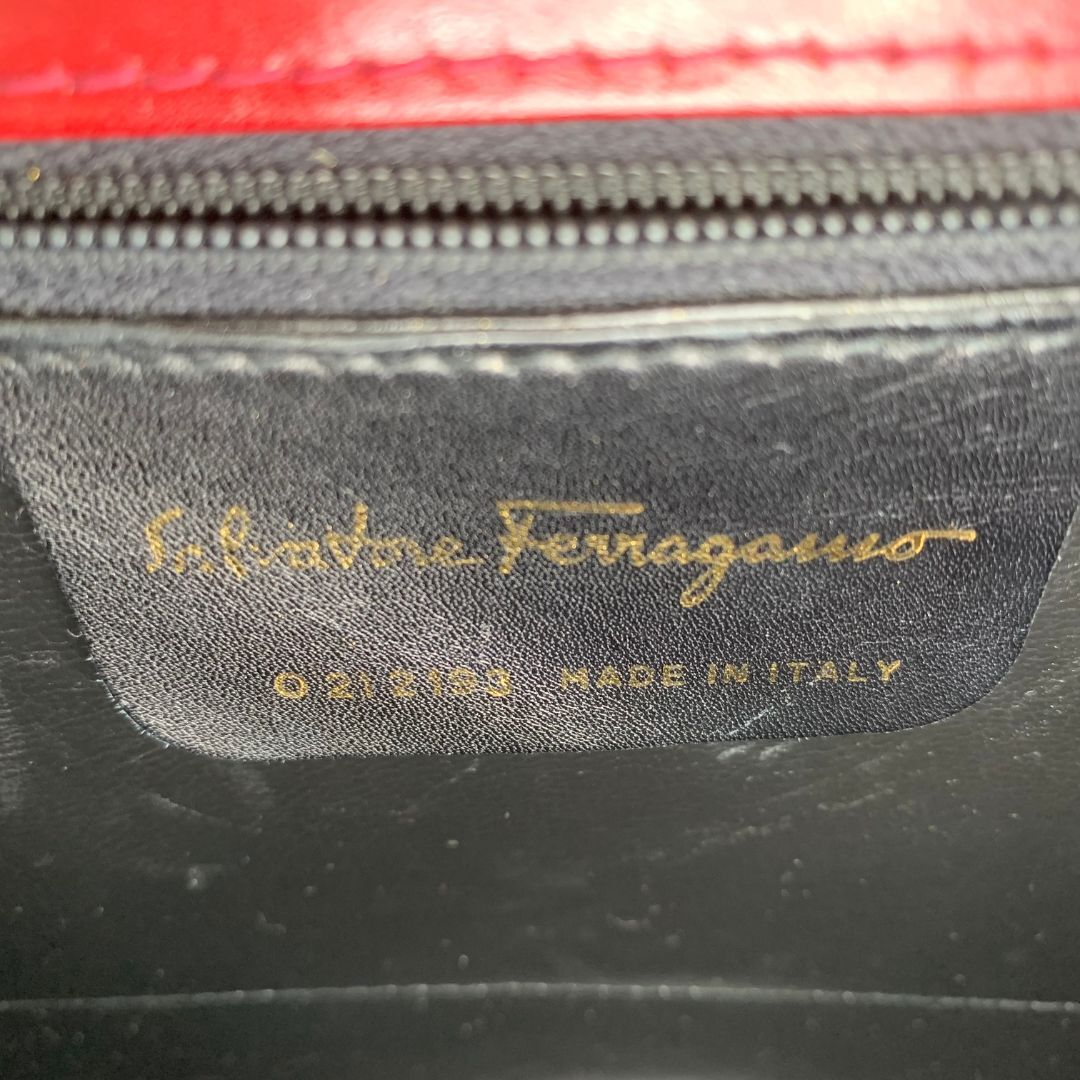 Salvatore Ferragamo
O 21 2193 MADE IN ITALY